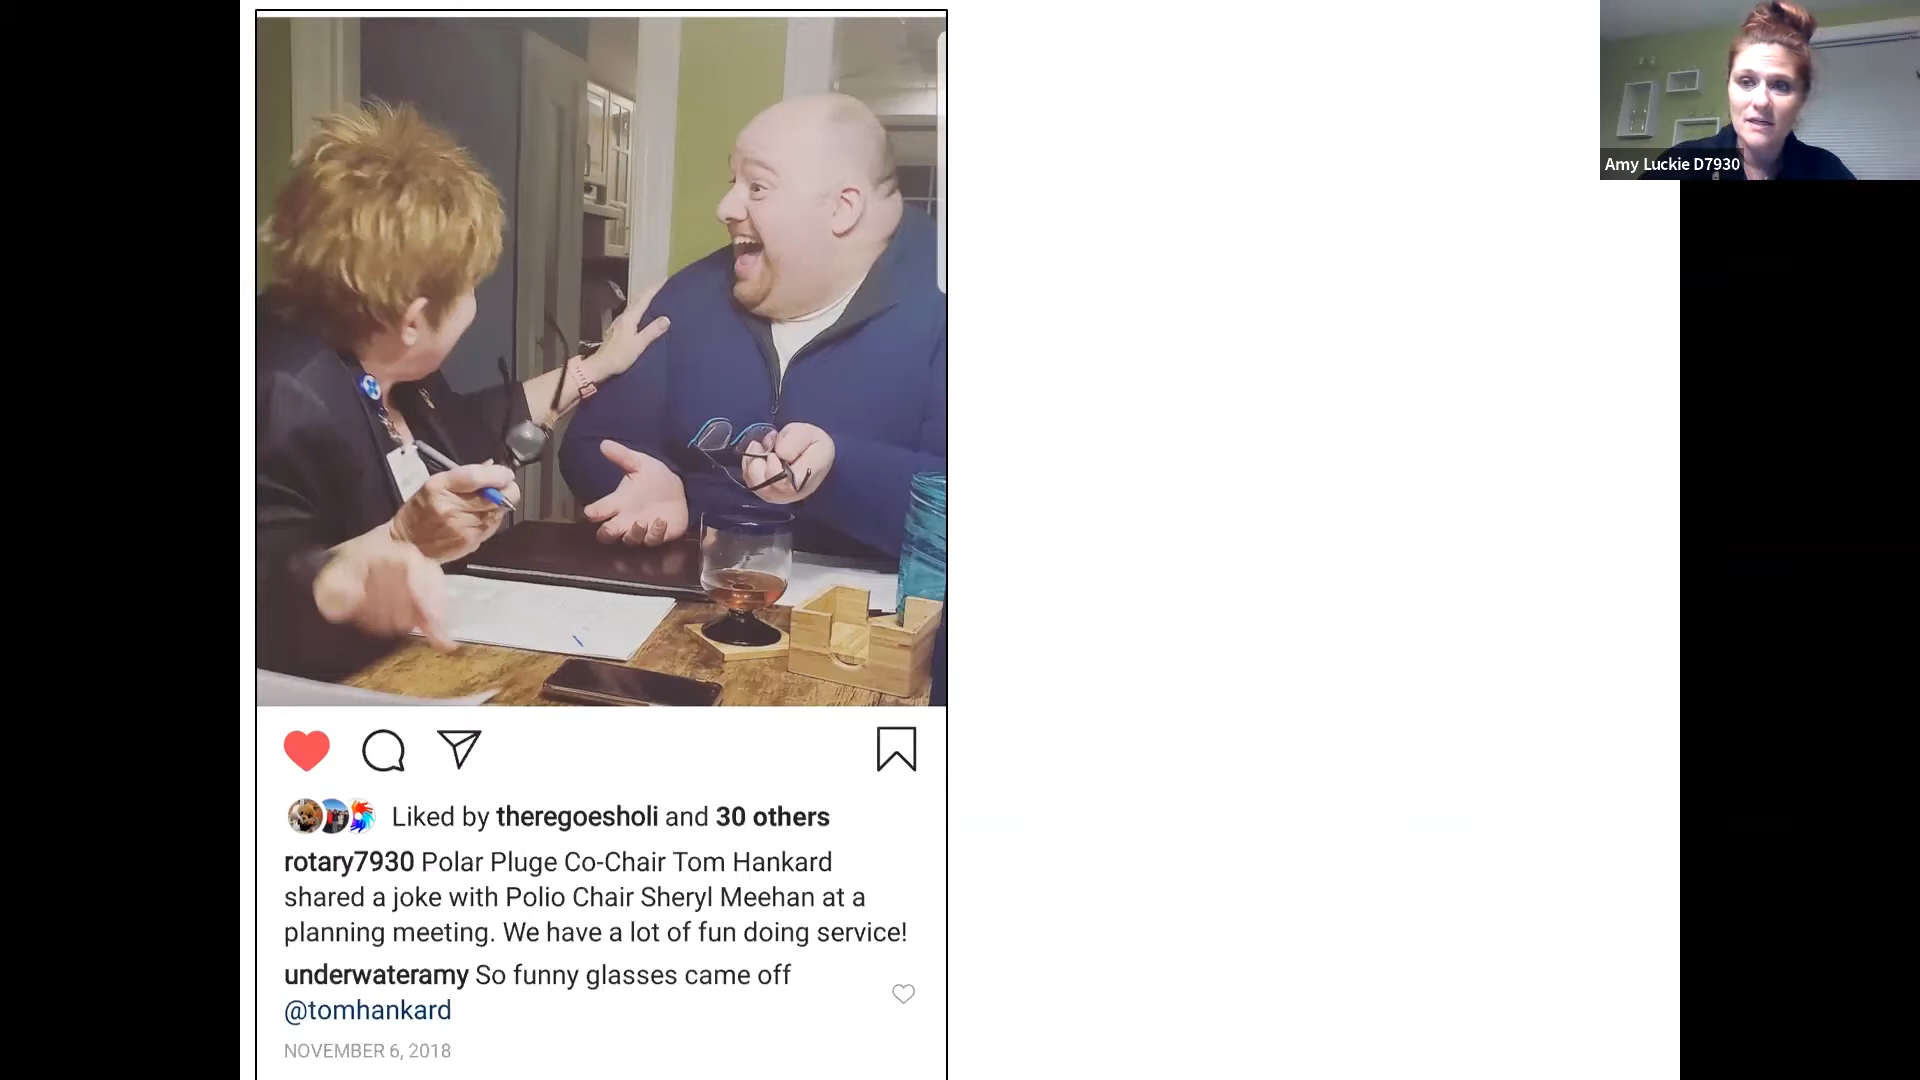 Amy Luckie D7930
Liked by theregoesholi and 30 others
rotary7930 Polar Pluge Co-Chair Tom Hankard
shared a joke with Polio Chair Sheryl Meehan at a
planning meeting. We have a lot of fun doing service!
underwateramy So funny glasses came off
@tomhankard
NOVEMBER 6, 2018